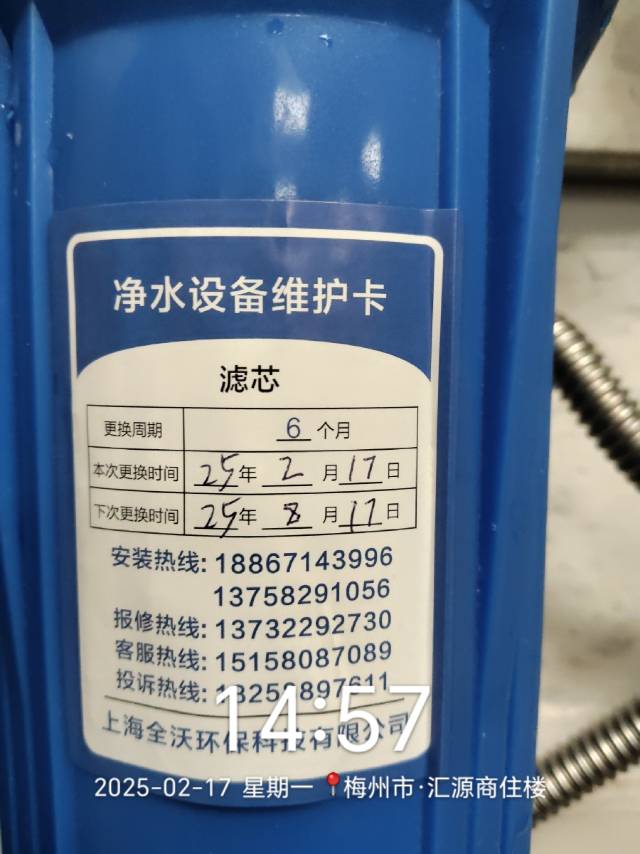 净水设备维护卡
滤芯
更换周期 6 个月
本次更换时间 25年 2 月 17 日
下次更换时间 25年 8 月 17 日
安装热线: 18867143996
13758291056
报修热线: 13732292730
客服热线: 15158087089
投诉热线:
14:57
上海全沃环保科技有限公司
2025-02-17 星期一 梅州市·汇源商住楼